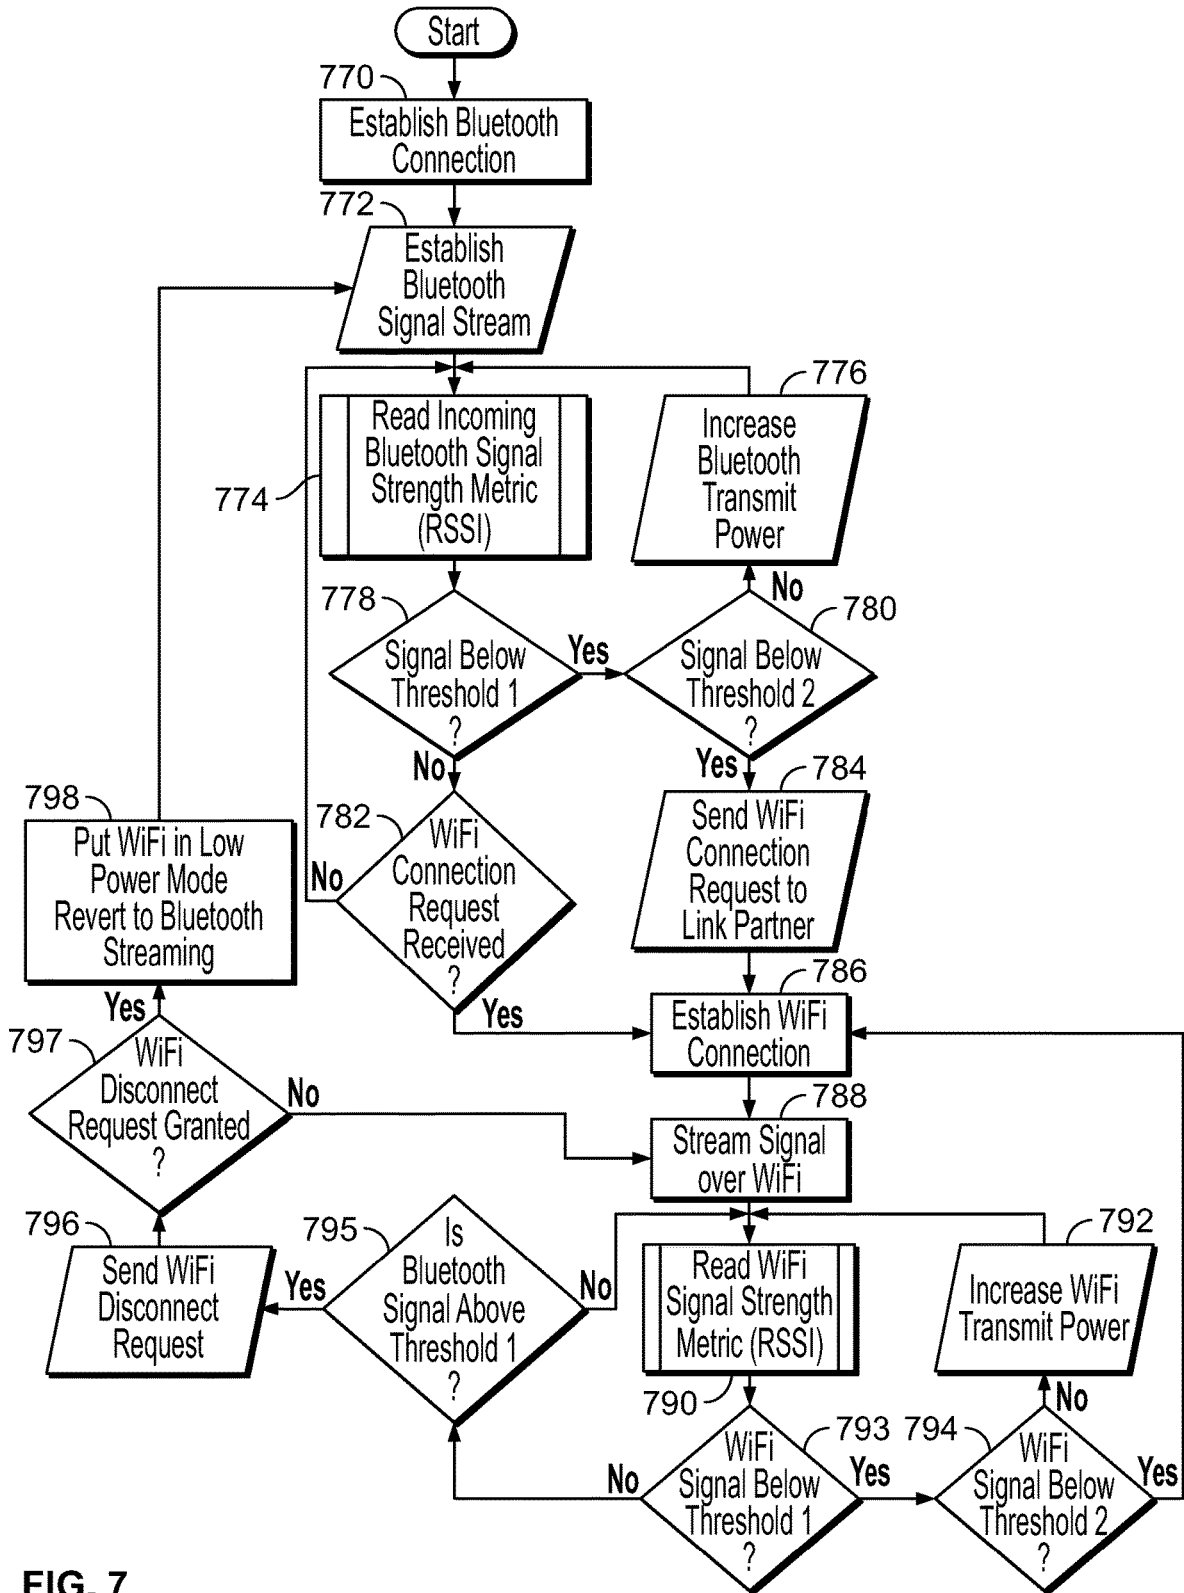 Start
770
Establish Bluetooth
Connection
772
Establish
Bluetooth
Signal Stream
774
Read Incoming
Bluetooth Signal
Strength Metric
(RSSI)
776
Increase
Bluetooth
Transmit
Power
No
778
Signal Below
Threshold 1
?
Yes
780
Signal Below
Threshold 2
?
No
Yes
782
WiFi
Connection
Request
Received
?
No
Yes
784
Send WiFi
Connection
Request to
Link Partner
786
Establish WiFi
Connection
788
Stream Signal
over WiFi
798
Put WiFi in Low
Power Mode
Revert to Bluetooth
Streaming
Yes
797
WiFi
Disconnect
Request Granted
?
No
796
Send WiFi
Disconnect
Request
Yes
795
Is
Bluetooth
Signal Above
Threshold 1
?
No
Read WiFi
Signal Strength
Metric (RSSI)
790
792
Increase WiFi
Transmit Power
No
793
WiFi
Signal Below
Threshold 1
?
No
Yes
794
WiFi
Signal Below
Threshold 2
?
Yes
FIG. 7